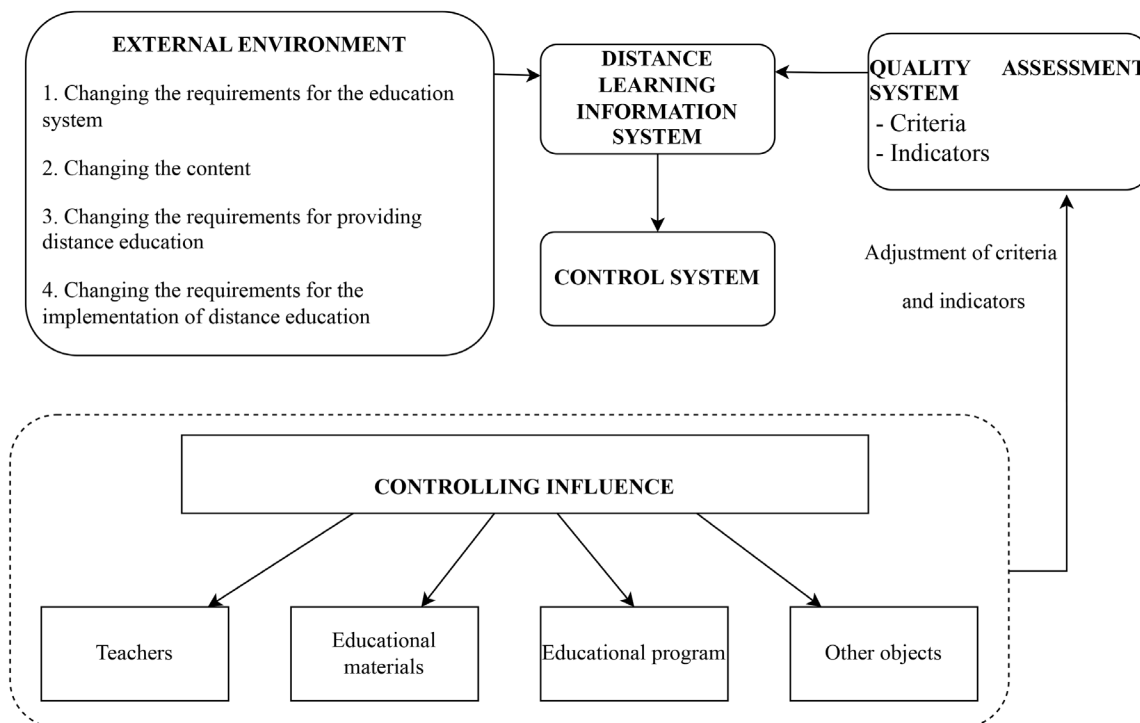 EXTERNAL ENVIRONMENT
1. Changing the requirements for the education
system
2. Changing the content
3. Changing the requirements for providing
distance education
4. Changing the requirements for the
implementation of distance education
DISTANCE
LEARNING
INFORMATION
SYSTEM
CONTROL SYSTEM
QUALITY ASSESSMENT
SYSTEM
- Criteria
- Indicators
Adjustment of criteria
and indicators
CONTROLLING INFLUENCE
Teachers
Educational
materials
Educational program
Other objects